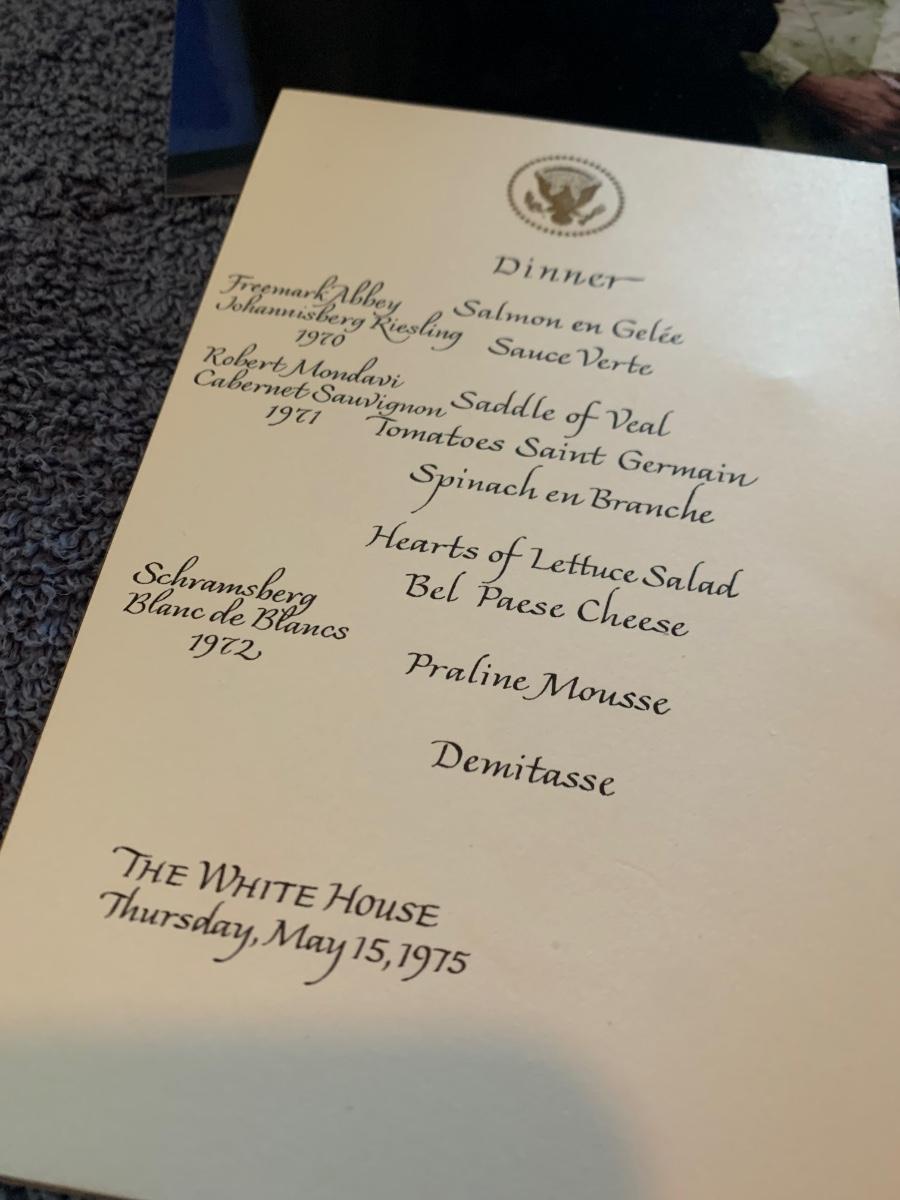 Dinner
Freemark Abbey
Johannisberg Riesling
1970
Salmon en Gelée
Sauce Verte
Robert Mondavi
Cabernet Sauvignon
1971
Saddle of Veal
Tomatoes Saint Germain
Spinach en Branche
Hearts of Lettuce Salad
Bel Paese Cheese
Schramsberg
Blanc de Blancs
1972
Praline Mousse
Demitasse
THE WHITE HOUSE
Thursday, May 15, 1975